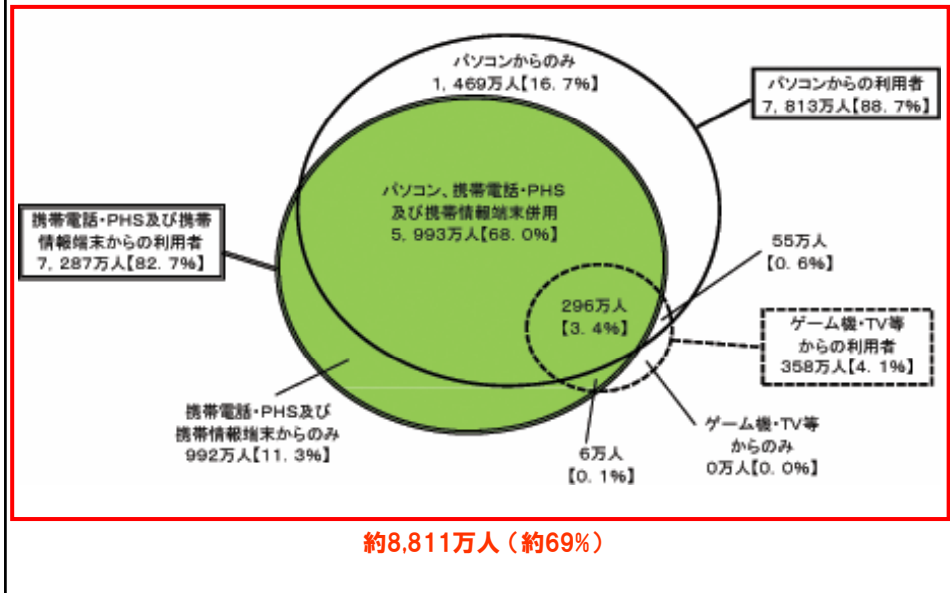 パソコンからのみ
1, 469万人【16. 7%】
パソコンからの利用者
7, 813万人【88. 7%】
パソコン、携帯電話・PHS
及び携帯情報端末併用
5, 993万人【68. 0%】
携帯電話・PHS及び携帯
情報端末からの利用者
7, 287万人【82. 7%】
55万人
【0. 6%】
296万人
【3. 4%】
ゲーム機・TV等
からの利用者
358万人【4. 1%】
携帯電話・PHS及び
携帯情報端末からのみ
992万人【11. 3%】
6万人
【0. 1%】
ゲーム機・TV等
からのみ
0万人【0. 0%】
約8,811万人（約69%）